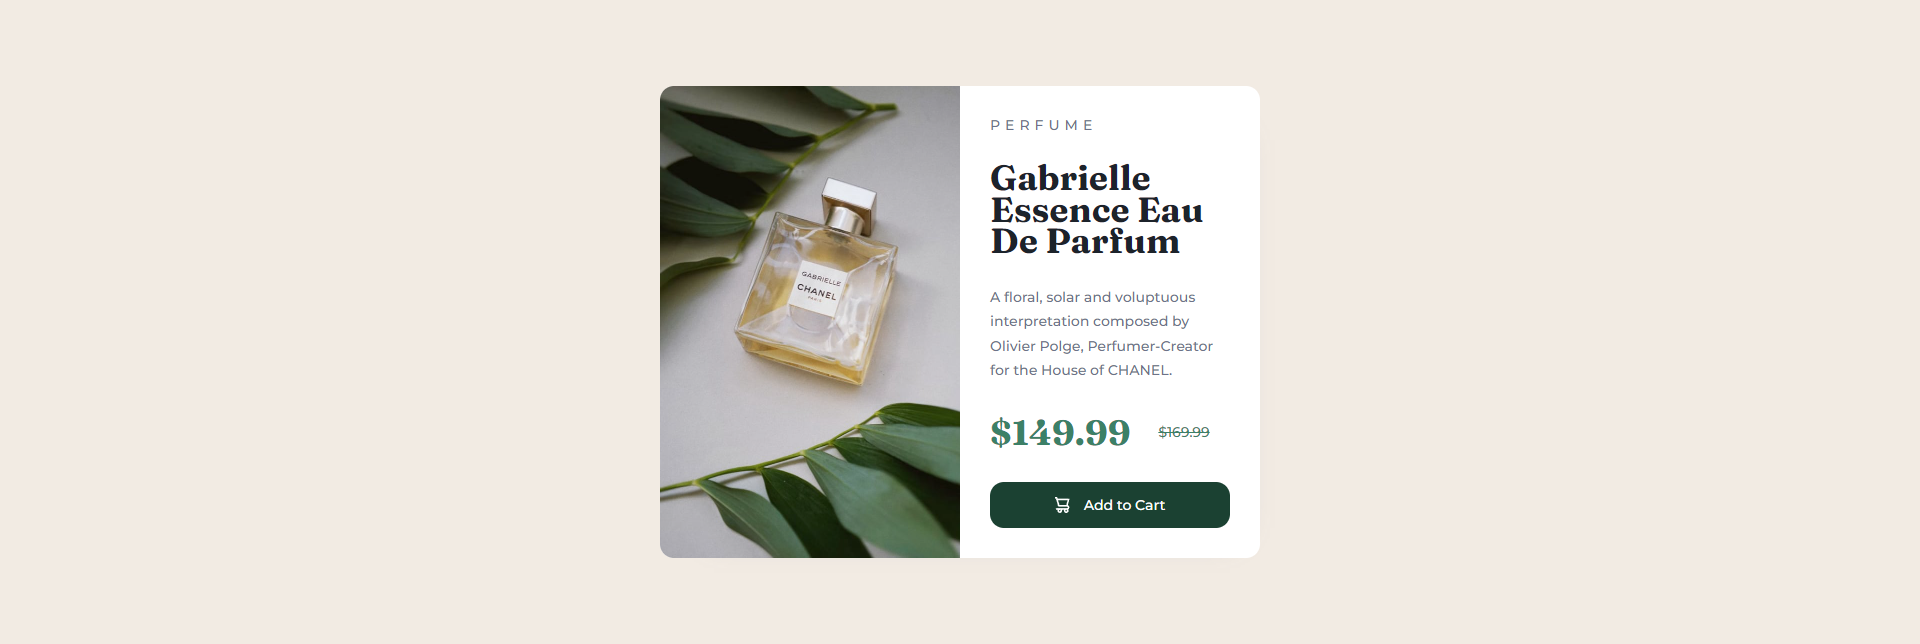 GABRIELLE
CHANEL
PARIS
PERFUME
Gabrielle
Essence Eau
De Parfum
A floral, solar and voluptuous
interpretation composed by
Olivier Polge, Perfumer-Creator
for the House of CHANEL.
$149.99 $169.99
Add to Cart